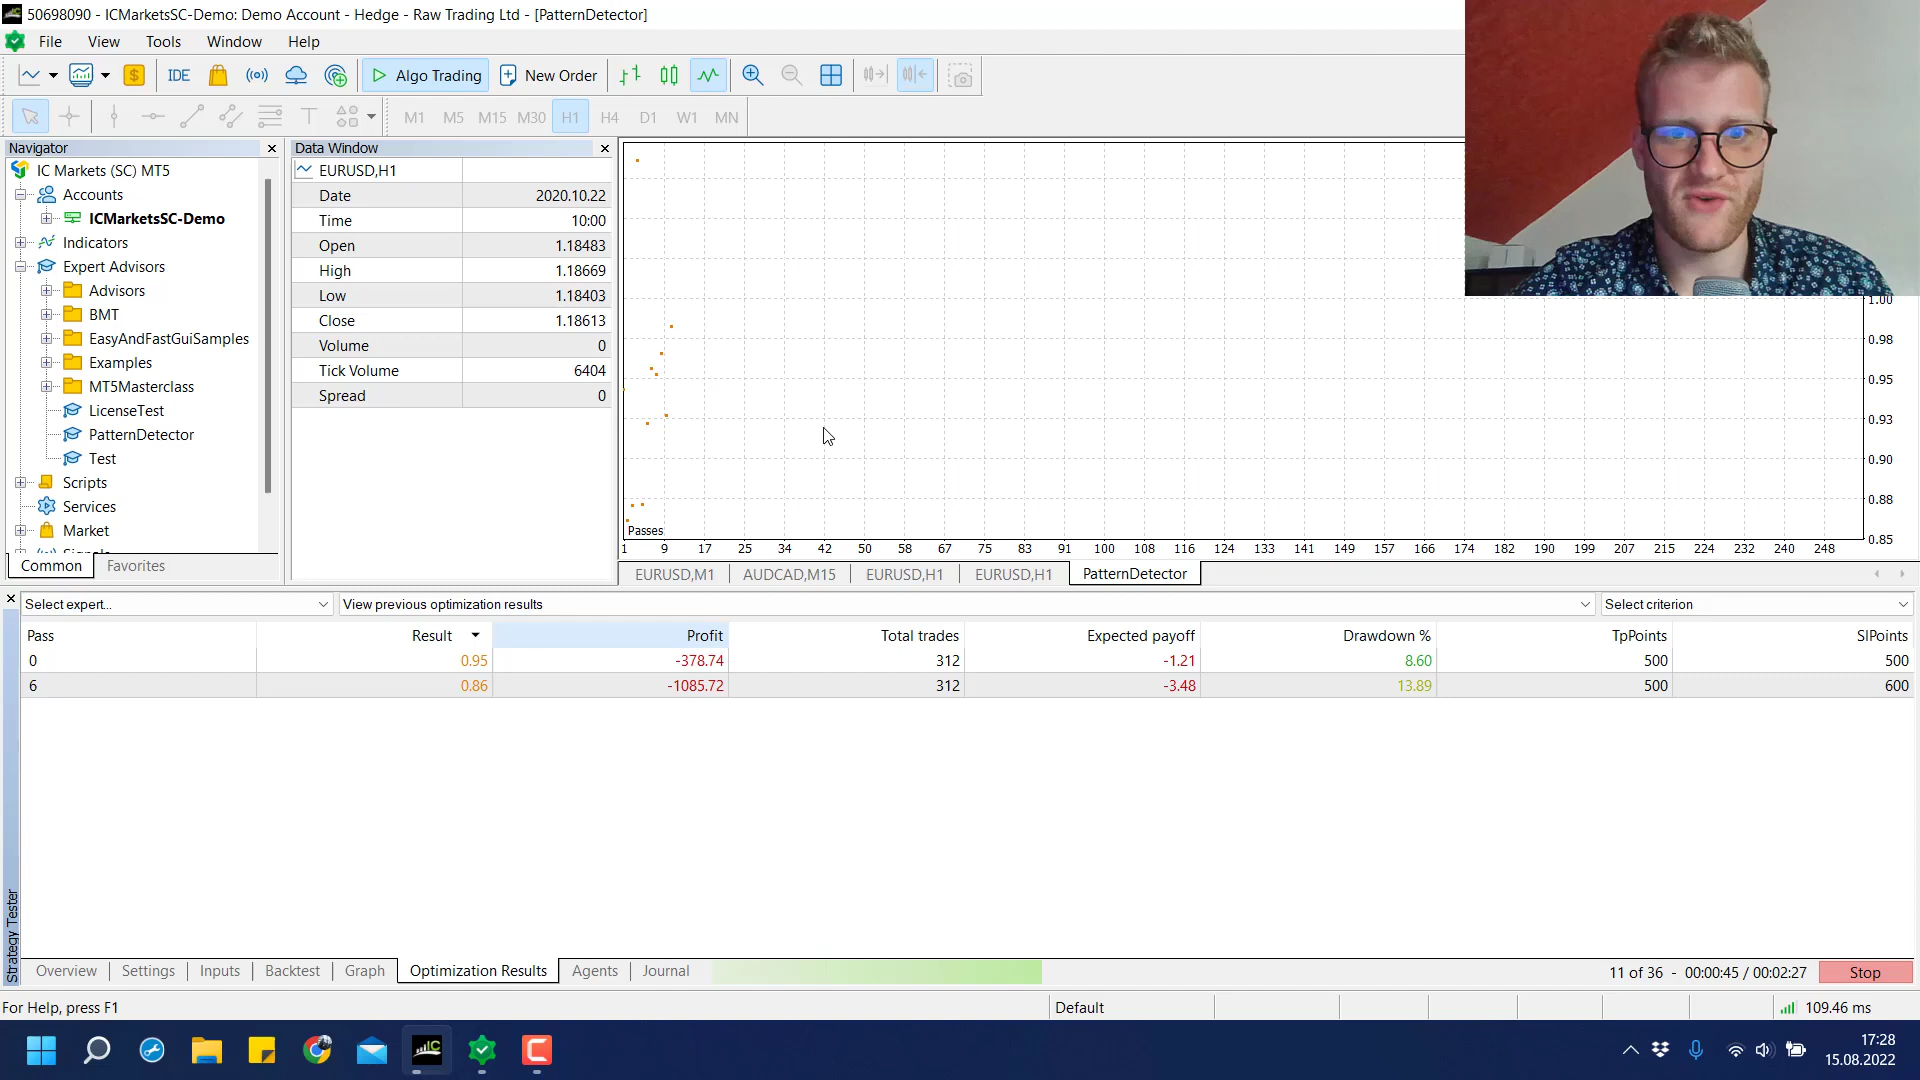 50698090 - ICMarketsSC-Demo: Demo Account - Hedge - Raw Trading Ltd - [PatternDetector]
File View Tools Window Help
IDE Algo Trading New Order
M1 M5 M15 M30 H1 H4 D1 W1 MN
Navigator
IC Markets (SC) MT5
Accounts
ICMarketsSC-Demo
Indicators
Expert Advisors
Advisors
BMT
EasyAndFastGuiSamples
Examples
MT5Masterclass
LicenseTest
PatternDetector
Test
Scripts
Services
Market
Common Favorites
Data Window
EURUSD,H1
Date 2020.10.22
Time 10:00
Open 1.18483
High 1.18669
Low 1.18403
Close 1.18613
Volume 0
Tick Volume 6404
Spread 0
1.00
0.98
0.95
0.93
0.90
0.88
0.85
Passes
1 9 17 25 34 42 50 58 67 75 83 91 100 108 116 124 133 141 149 157 166 174 182 190 199 207 215 224 232 240 248
EURUSD,M1 AUDCAD,M15 EURUSD,H1 EURUSD,H1 PatternDetector
Select expert... View previous optimization results Select criterion
Pass Result Profit Total trades Expected payoff Drawdown % TpPoints SlPoints
0 0.95 -378.74 312 -1.21 8.60 500 500
6 0.86 -1085.72 312 -3.48 13.89 500 600
Strategy Tester
Overview Settings Inputs Backtest Graph Optimization Results Agents Journal 11 of 36 - 00:00:45 / 00:02:27 Stop
For Help, press F1 Default 109.46 ms
IC
17:28
15.08.2022